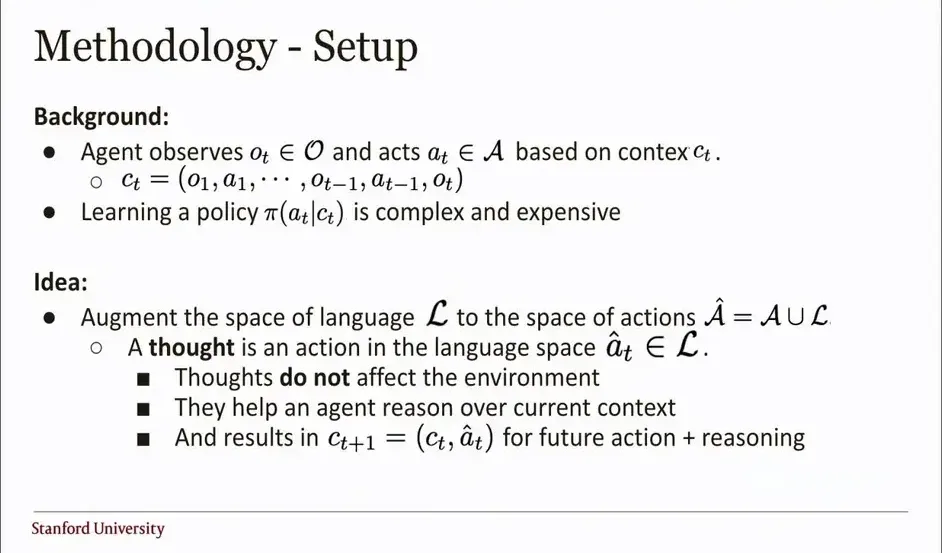 Methodology - Setup
Background:
● Agent observes oₜ ∈ 𝒪 and acts aₜ ∈ 𝒜 based on contex cₜ.
○ cₜ = (o₁, a₁, ⋯ , oₜ₋₁, aₜ₋₁, oₜ)
● Learning a policy π(aₜ|cₜ) is complex and expensive
Idea:
● Augment the space of language ℒ to the space of actions 𝒜̂ = 𝒜 ∪ ℒ
○ A thought is an action in the language space âₜ ∈ ℒ.
■ Thoughts do not affect the environment
■ They help an agent reason over current context
■ And results in cₜ₊₁ = (cₜ, âₜ) for future action + reasoning
Stanford University